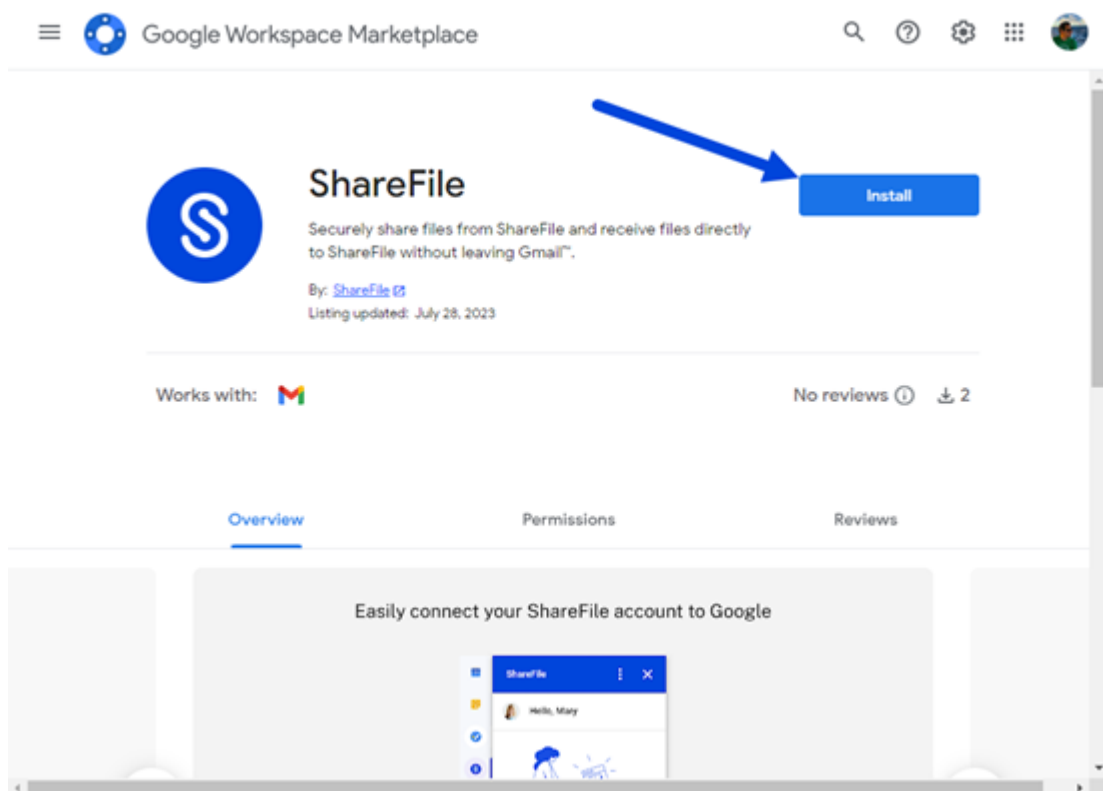 Google Workspace Marketplace
ShareFile
Install
Securely share files from ShareFile and receive files directly
to ShareFile without leaving Gmail™.
By: ShareFile
Listing updated: July 28, 2023
Works with:
No reviews
2
Overview
Permissions
Reviews
Easily connect your ShareFile account to Google
ShareFile
Hello, Mary